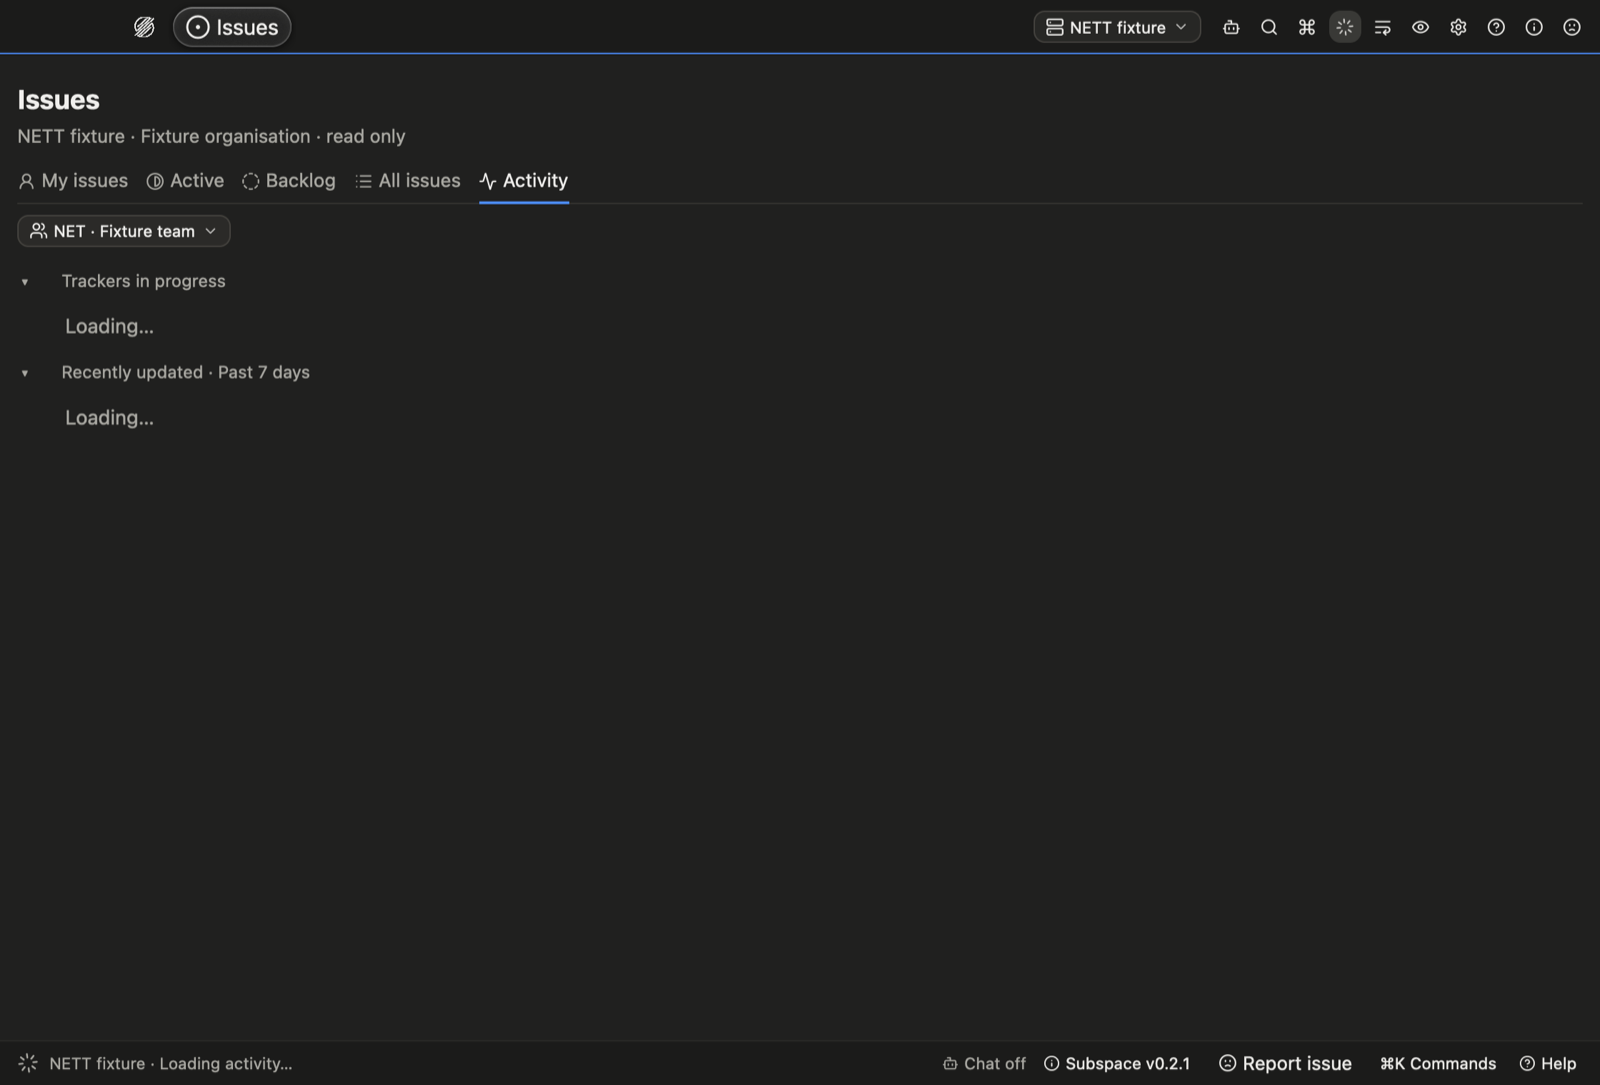 Issues
NETT fixture
Issues
NETT fixture · Fixture organisation · read only
My issues Active Backlog All issues Activity
NET · Fixture team
Trackers in progress
Loading...
Recently updated · Past 7 days
Loading...
NETT fixture · Loading activity...
Chat off Subspace v0.2.1 Report issue ⌘K Commands Help